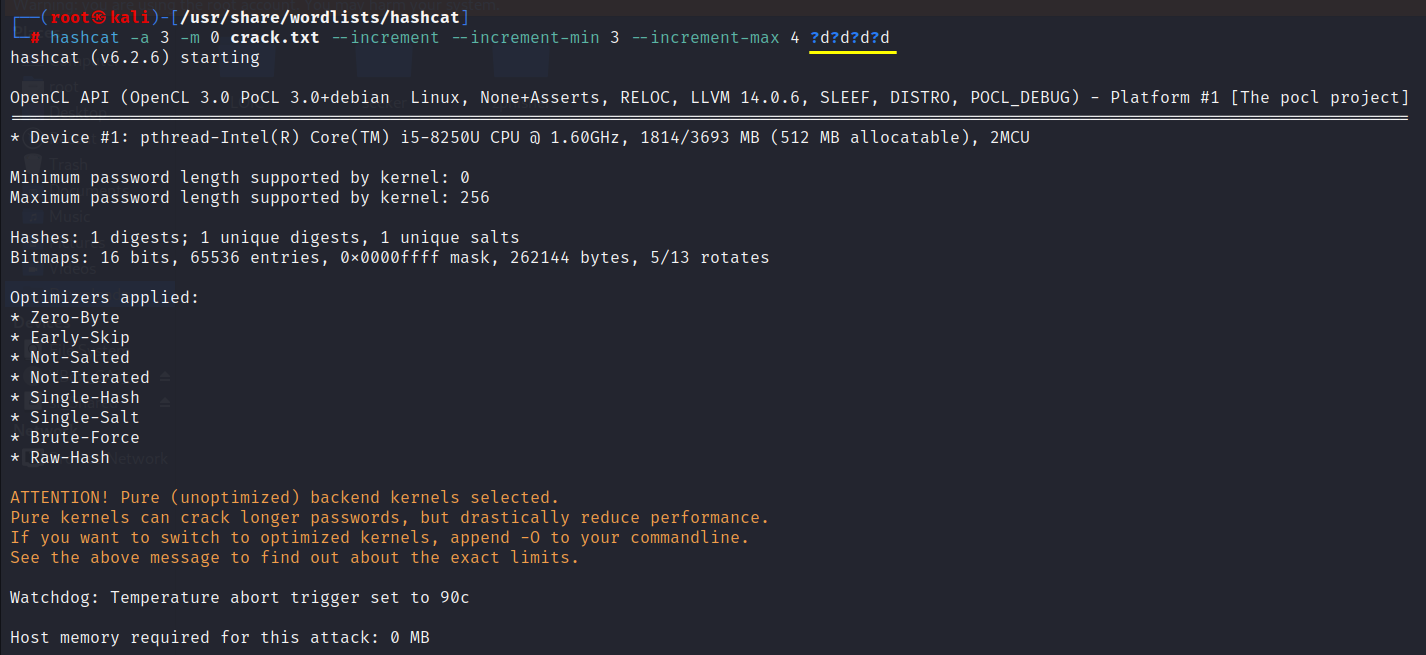 ┌──(root㉿kali)-[/usr/share/wordlists/hashcat]
└─# hashcat -a 3 -m 0 crack.txt --increment --increment-min 3 --increment-max 4 ?d?d?d?d
hashcat (v6.2.6) starting
OpenCL API (OpenCL 3.0 PoCL 3.0+debian  Linux, None+Asserts, RELOC, LLVM 14.0.6, SLEEF, DISTRO, POCL_DEBUG) - Platform #1 [The pocl project]
* Device #1: pthread-Intel(R) Core(TM) i5-8250U CPU @ 1.60GHz, 1814/3693 MB (512 MB allocatable), 2MCU
Minimum password length supported by kernel: 0
Maximum password length supported by kernel: 256
Hashes: 1 digests; 1 unique digests, 1 unique salts
Bitmaps: 16 bits, 65536 entries, 0x0000ffff mask, 262144 bytes, 5/13 rotates
Optimizers applied:
* Zero-Byte
* Early-Skip
* Not-Salted
* Not-Iterated
* Single-Hash
* Single-Salt
* Brute-Force
* Raw-Hash
ATTENTION! Pure (unoptimized) backend kernels selected.
Pure kernels can crack longer passwords, but drastically reduce performance.
If you want to switch to optimized kernels, append -O to your commandline.
See the above message to find out about the exact limits.
Watchdog: Temperature abort trigger set to 90c
Host memory required for this attack: 0 MB